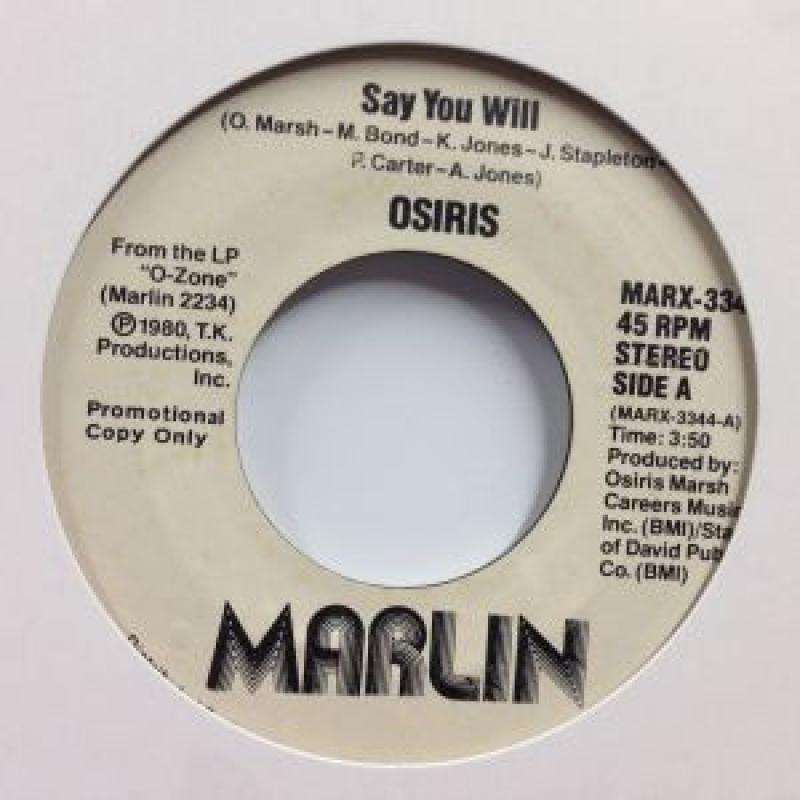 Say You Will
(O. Marsh-M. Bond-K. Jones-J. Stapleton-
P. Carter-A. Jones)
OSIRIS
From the LP
"O-Zone"
(Marlin 2234)
℗ 1980, T.K.
Productions,
Inc.
Promotional
Copy Only
MARX-334
45 RPM
STEREO
SIDE A
(MARX-3344-A)
Time: 3:50
Produced by:
Osiris Marsh
Careers Music
Inc. (BMI)/Sta
of David Pub
Co. (BMI)
MARLIN